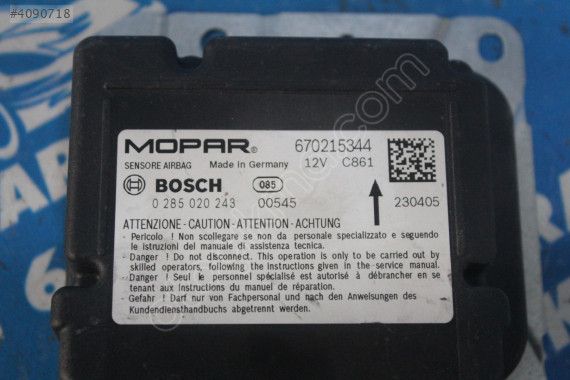 #4090718
MOPAR® 670215344
SENSORE AIRBAG Made in Germany 12V C861
BOSCH 085
0 285 020 243 00545 230405
ATTENZIONE-CAUTION-ATTENTION-ACHTUNG
- Pericolo ! Non scollegare se non da personale specializzato e seguendo
le istruzioni del manuale di assistenza tecnica.
- Danger ! Do not disconnect. This operation is only to be carried out by
skilled operators, following the instructions given in the service manual.
- Danger ! Seul le personnel spécialisé est autorisé à débrancher en se
tenant aux Instructions du manuel de réparation.
- Gefahr ! Darf nur von Fachpersonal und nach den Anweisungen des
Kundendiensthandbuches abgetrennt werden.